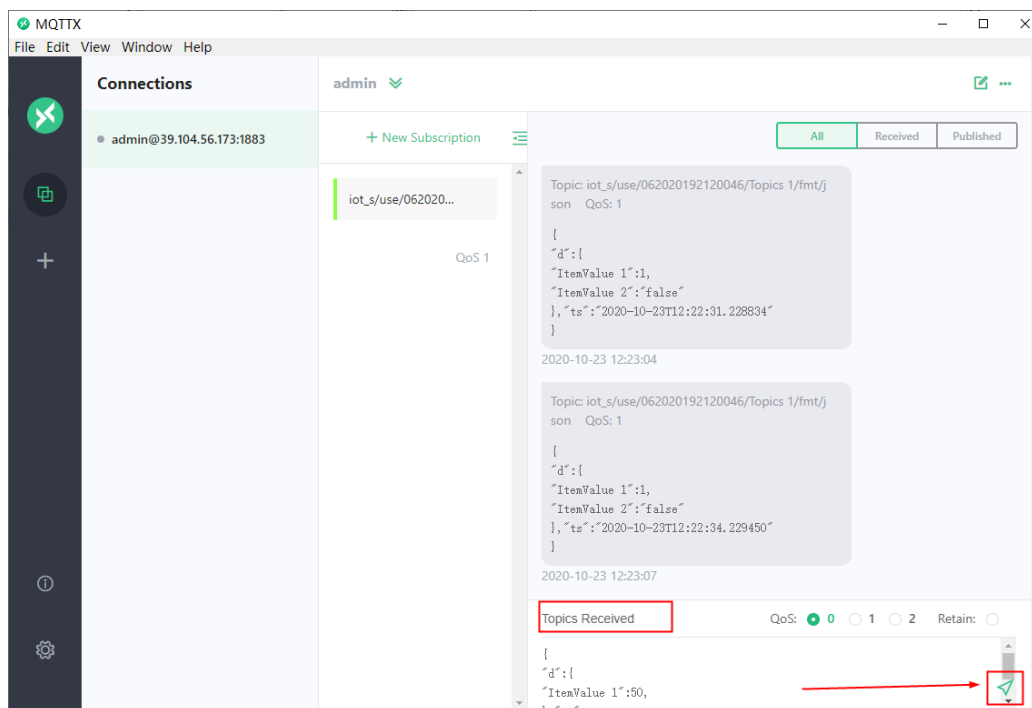 MQTTX
File Edit View Window Help
Connections
admin@39.104.56.173:1883
admin
+ New Subscription
iot_s/use/062020...
QoS 1
All Received Published
Topic: iot_s/use/062020192120046/Topics 1/fmt/j
son QoS: 1
{
"d":{
"ItemValue 1":1,
"ItemValue 2":"false"
},"ts":"2020-10-23T12:22:31.228834"
}
2020-10-23 12:23:04
Topic: iot_s/use/062020192120046/Topics 1/fmt/j
son QoS: 1
{
"d":{
"ItemValue 1":1,
"ItemValue 2":"false"
},"ts":"2020-10-23T12:22:34.229450"
}
2020-10-23 12:23:07
Topics Received QoS: 0 1 2 Retain:
{
"d":{
"ItemValue 1":50,